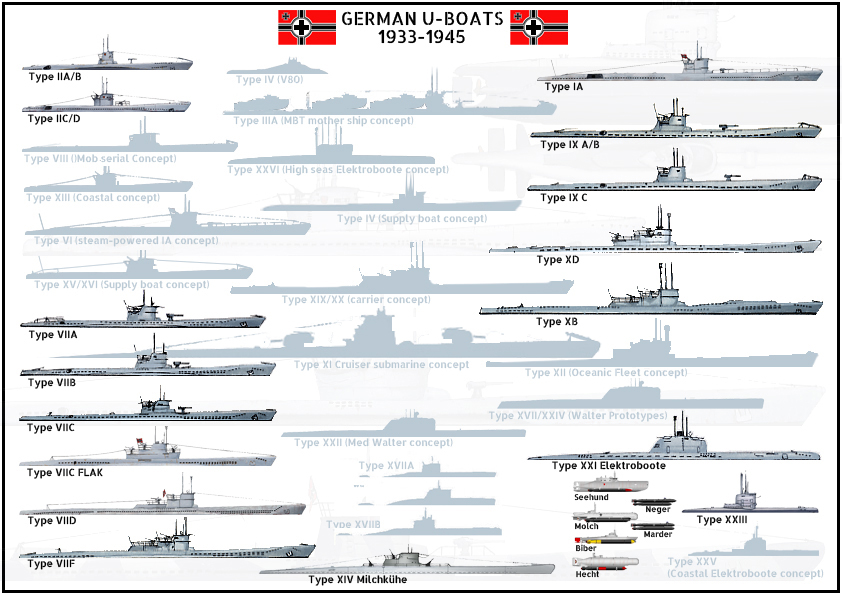 GERMAN U-BOATS
1933-1945
Type IIA/B
Type IIC/D
Type VIII (IMob.serial Concept)
Type XIII (Coastal concept)
Type VI (steam-powered IA concept)
Type XV/XVI (Supply boat concept)
Type VIIA
Type VIIB
Type VIIC
Type VIIC FLAK
Type VIID
Type VIIF
Type IV (V80)
Type IIIA (MBT mother ship concept)
Type XXVI (High seas Elektroboote concept)
Type IV (Supply boat concept)
Type XIX/XX (carrier concept)
Type XI Cruiser submarine concept
Type XXII (Med Walter concept)
Type XVIIA
Type XVIIB
Type XIV Milchkühe
Type IA
Type IX A/B
Type IX C
Type XD
Type XB
Type XII (Oceanic Fleet concept)
Type XVII/XXIV (Walter Prototypes)
Type XXI Elektroboote
Seehund
Neger
Molch
Marder
Biber
Hecht
Type XXIII
Type XXV
(Coastal Elektroboote concept)